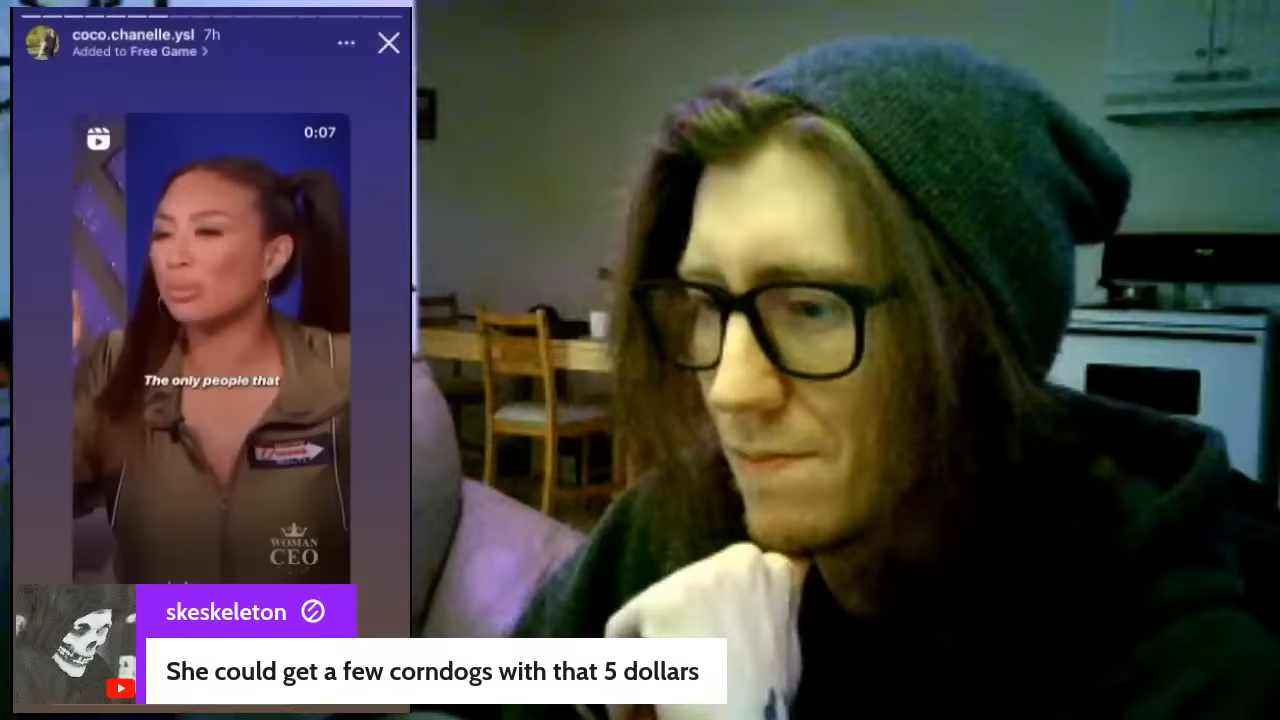 coco.chanelle.ysl 7h
Added to Free Game >
0:07
The only people that
WOMAN
CEO
skeskeleton
She could get a few corndogs with that 5 dollars